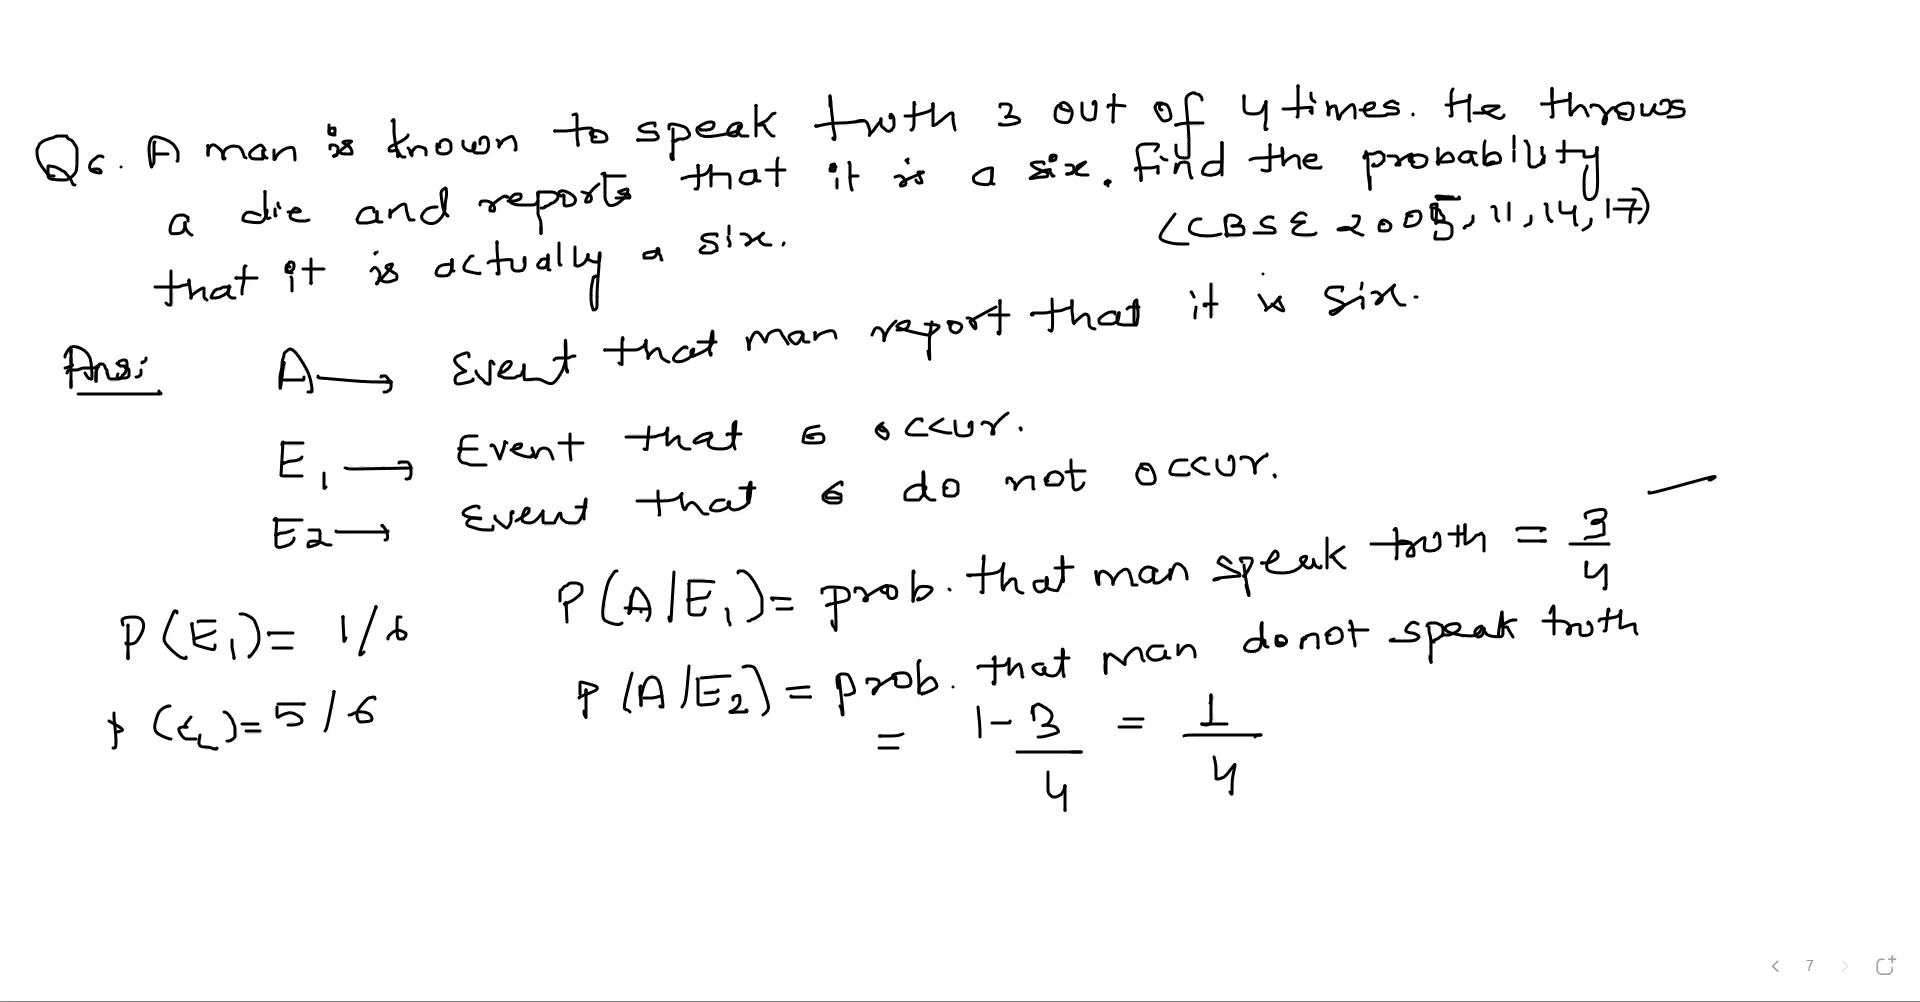 Q6. A man is known to speak truth 3 out of 4 times. He throws
a die and reports that it is a six. Find the probability
that it is actually a six.
(CBSE 2005, 11, 14, 17)
Ans: A → Event that man report that it is six.
E1 → Event that 6 occur.
E2 → Event that 6 do not occur.
P(E1) = 1/6
P(E2) = 5/6
P(A/E1) = prob. that man speak truth = 3/4
P(A/E2) = prob. that man do not speak truth
= 1 - 3/4 = 1/4
7